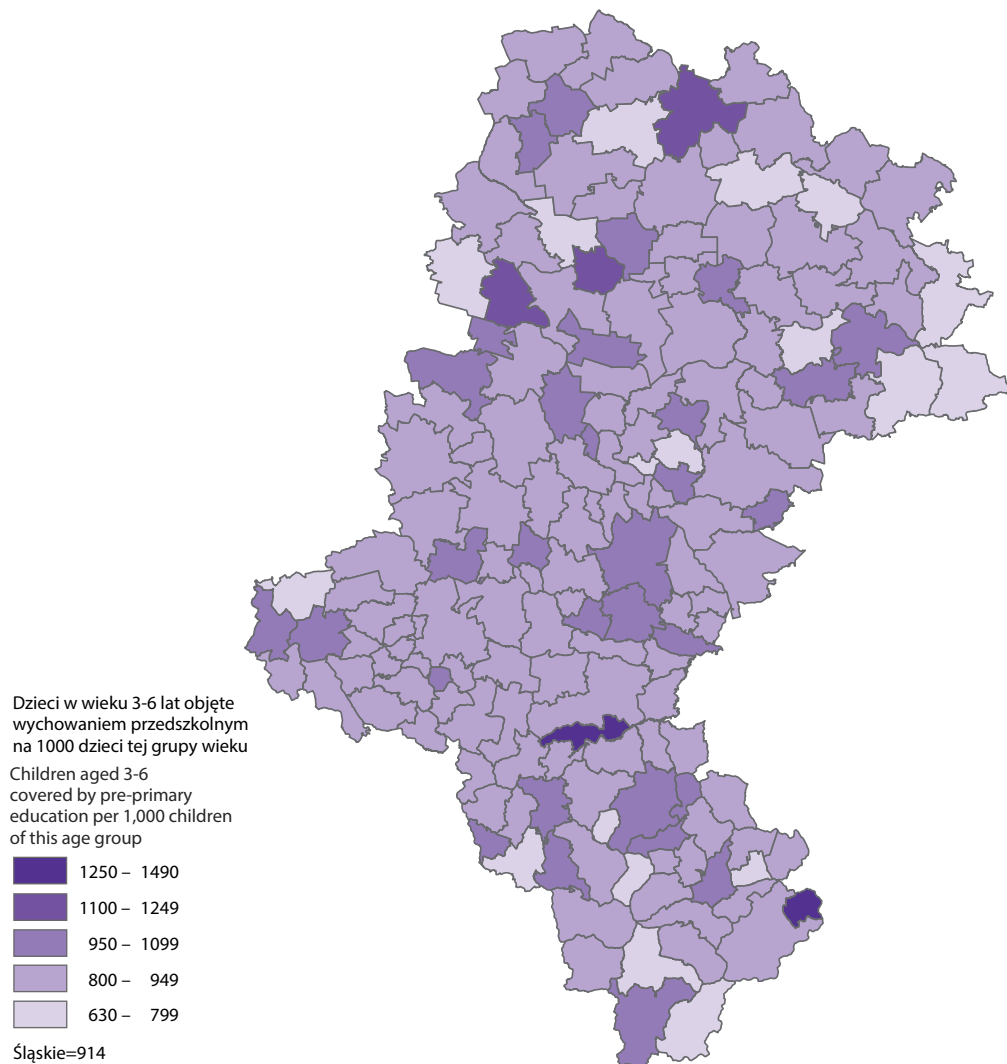 Dzieci w wieku 3-6 lat objęte
wychowaniem przedszkolnym
na 1000 dzieci tej grupy wieku
Children aged 3-6
covered by pre-primary
education per 1,000 children
of this age group
1250 – 1490
1100 – 1249
950 – 1099
800 – 949
630 – 799
Śląskie=914